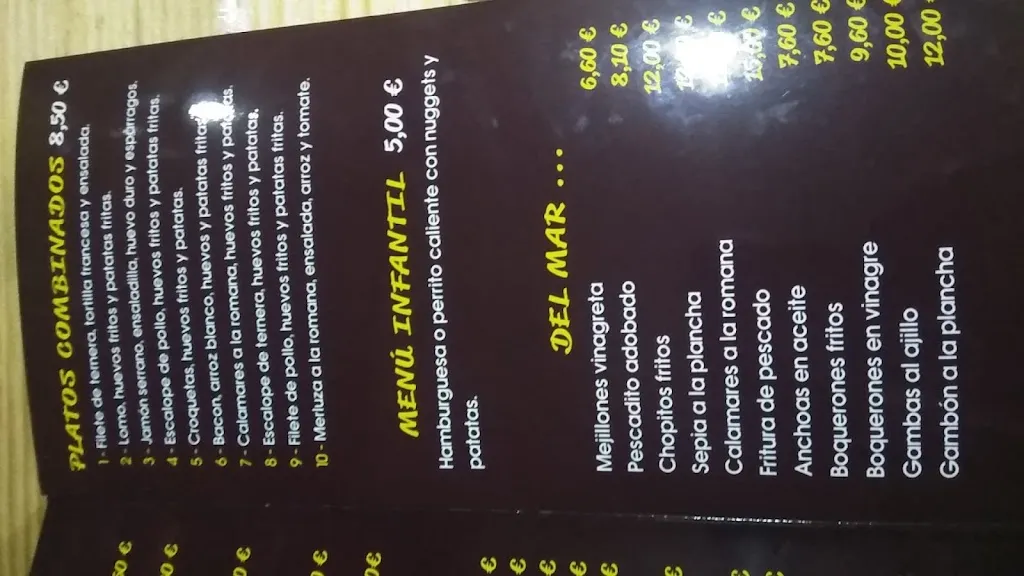 PLATOS COMBINADOS 8,50 €
1 - Filete de ternera, tortilla francesa y ensalada.
2 - Lomo, huevos fritos y patatas fritas.
3 - Jamón serrano, ensaladilla, huevo duro y espárragos.
4 - Escalope de pollo, huevos fritos y patatas fritas.
5 - Croquetas, huevos fritos y patatas.
6 - Bacon, arroz blanco, huevos y patatas fritas.
7 - Calamares a la romana, huevos fritos y patatas.
8 - Escalope de ternera, huevos fritos y patatas.
9 - Filete de pollo, huevos fritos y patatas fritas.
10 - Merluza a la romana, ensalada, arroz y tomate.
MENÚ INFANTIL 5,00 €
Hamburguesa o perrito caliente con nuggets y
patatas.
DEL MAR ...
Mejillones vinagreta 6,60 €
Pescadito adobado 8,10 €
Chopitos fritos 12,00 €
Sepia a la plancha
Calamares a la romana
Fritura de pescado
Anchoas en aceite 7,60 €
Boquerones fritos 7,60 €
Boquerones en vinagre 9,60 €
Gambas al ajillo 10,00 €
Gambón a la plancha 12,00 €